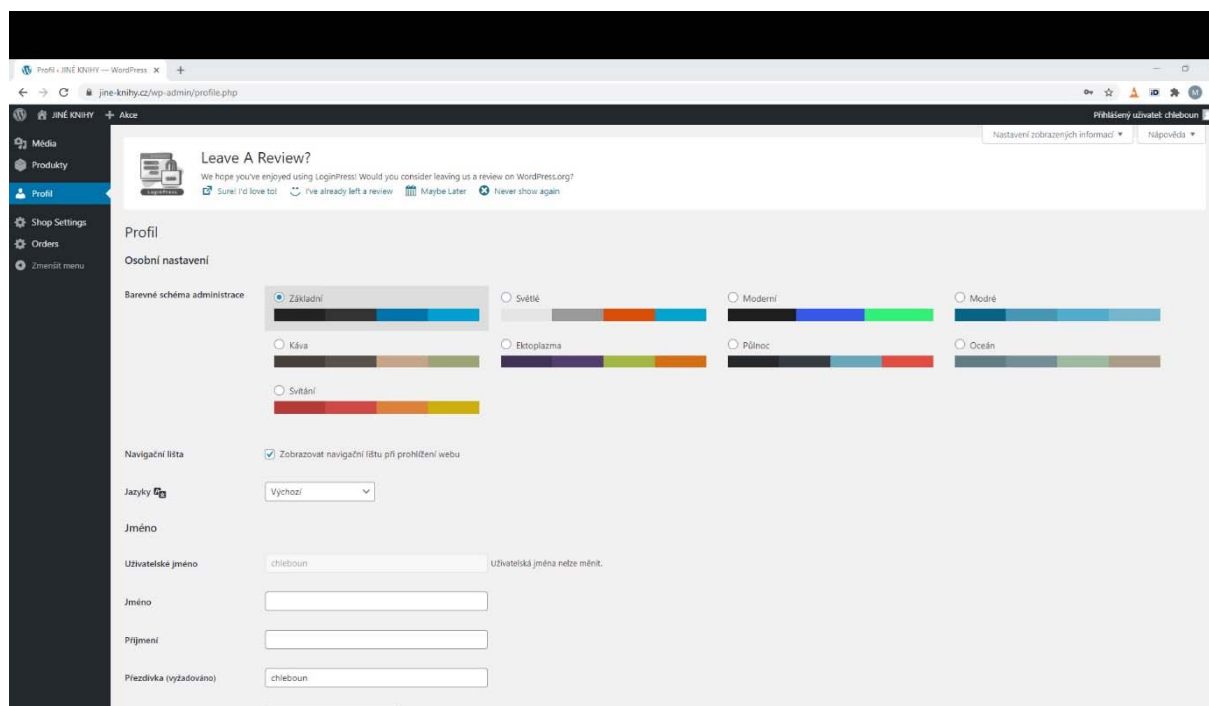 Profil ‹ JINÉ KNIHY — WordPress
jine-knihy.cz/wp-admin/profile.php
JINÉ KNIHY + Akce
Přihlášený uživatel: chleboun
Nastavení zobrazených informací
Nápověda
Média
Produkty
Profil
Shop Settings
Orders
Zmenšit menu
LoginPress
Leave A Review?
We hope you've enjoyed using LoginPress! Would you consider leaving us a review on WordPress.org?
Sure! I'd love to! I've already left a review Maybe Later Never show again
Profil
Osobní nastavení
Barevné schéma administrace
Základní
Světlé
Moderní
Modré
Káva
Ektoplazma
Půlnoc
Oceán
Svítání
Navigační lišta
Zobrazovat navigační lištu při prohlížení webu
Jazyky
Výchozí
Jméno
Uživatelské jméno
chleboun
Uživatelská jména nelze měnit.
Jméno
Příjmení
Přezdívka (vyžadováno)
chleboun